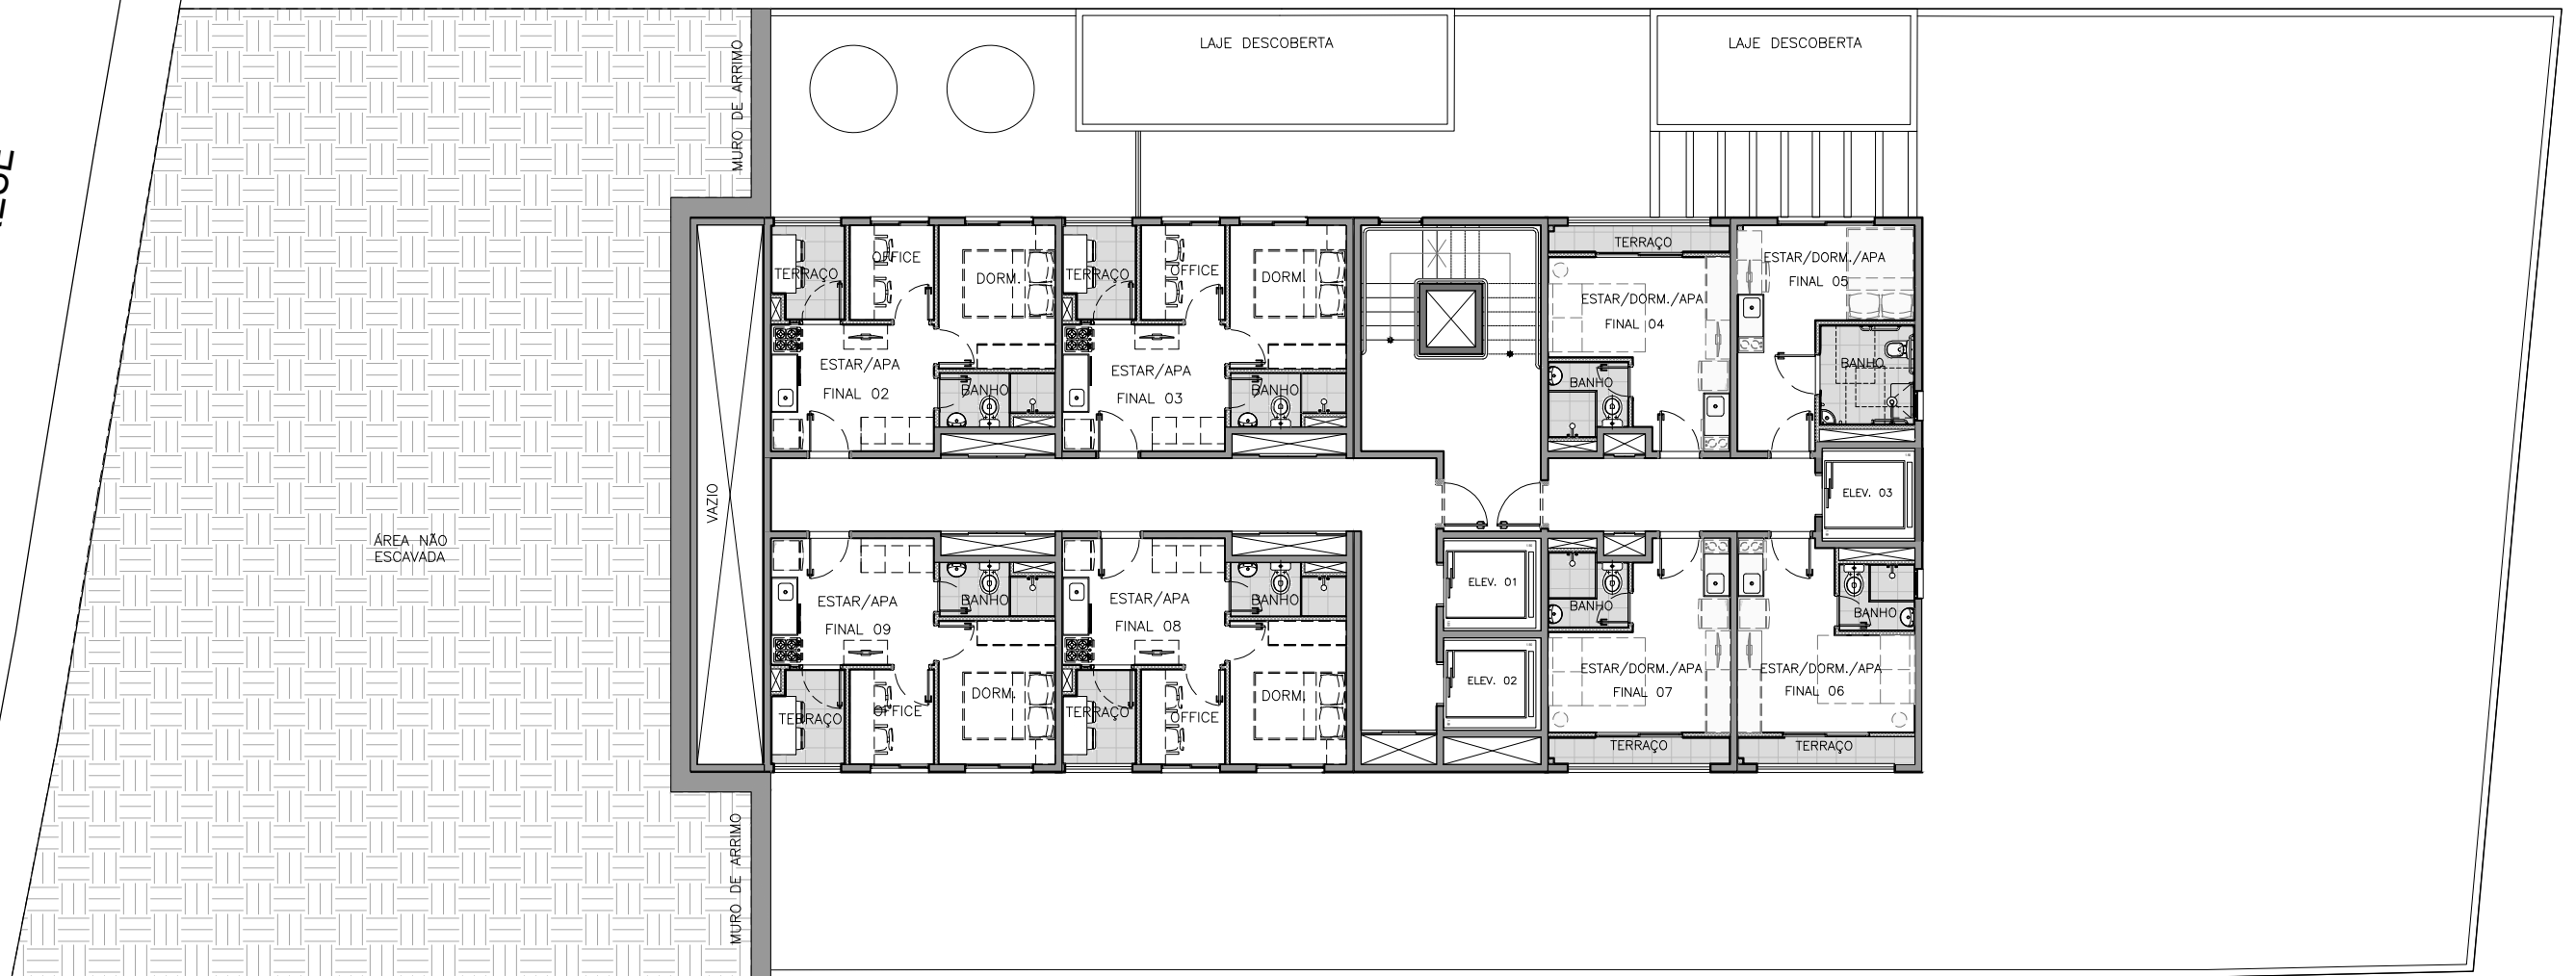 MURO DE ARRIMO
LAJE DESCOBERTA
LAJE DESCOBERTA
TERRAÇO
OFFICE
DORM.
ESTAR/APA
FINAL 02
BANHO
TERRAÇO
OFFICE
DORM.
ESTAR/APA
FINAL 03
BANHO
TERRAÇO
ESTAR/DORM./APA
FINAL 04
BANHO
ESTAR/DORM./APA
FINAL 05
BANHO
VAZIO
ÁREA NÃO
ESCAVADA
ELEV. 03
ELEV. 01
ELEV. 02
ESTAR/APA
FINAL 09
BANHO
TERRAÇO
OFFICE
DORM.
ESTAR/APA
FINAL 08
BANHO
TERRAÇO
OFFICE
DORM.
BANHO
ESTAR/DORM./APA
FINAL 07
TERRAÇO
BANHO
ESTAR/DORM./APA
FINAL 06
TERRAÇO
MURO DE ARRIMO